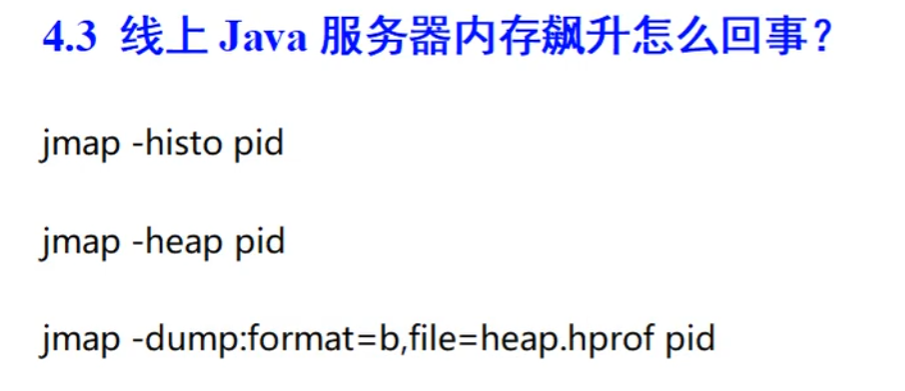 4.3 线上 Java 服务器内存飙升怎么回事？
jmap -histo pid
jmap -heap pid
jmap -dump:format=b,file=heap.hprof pid